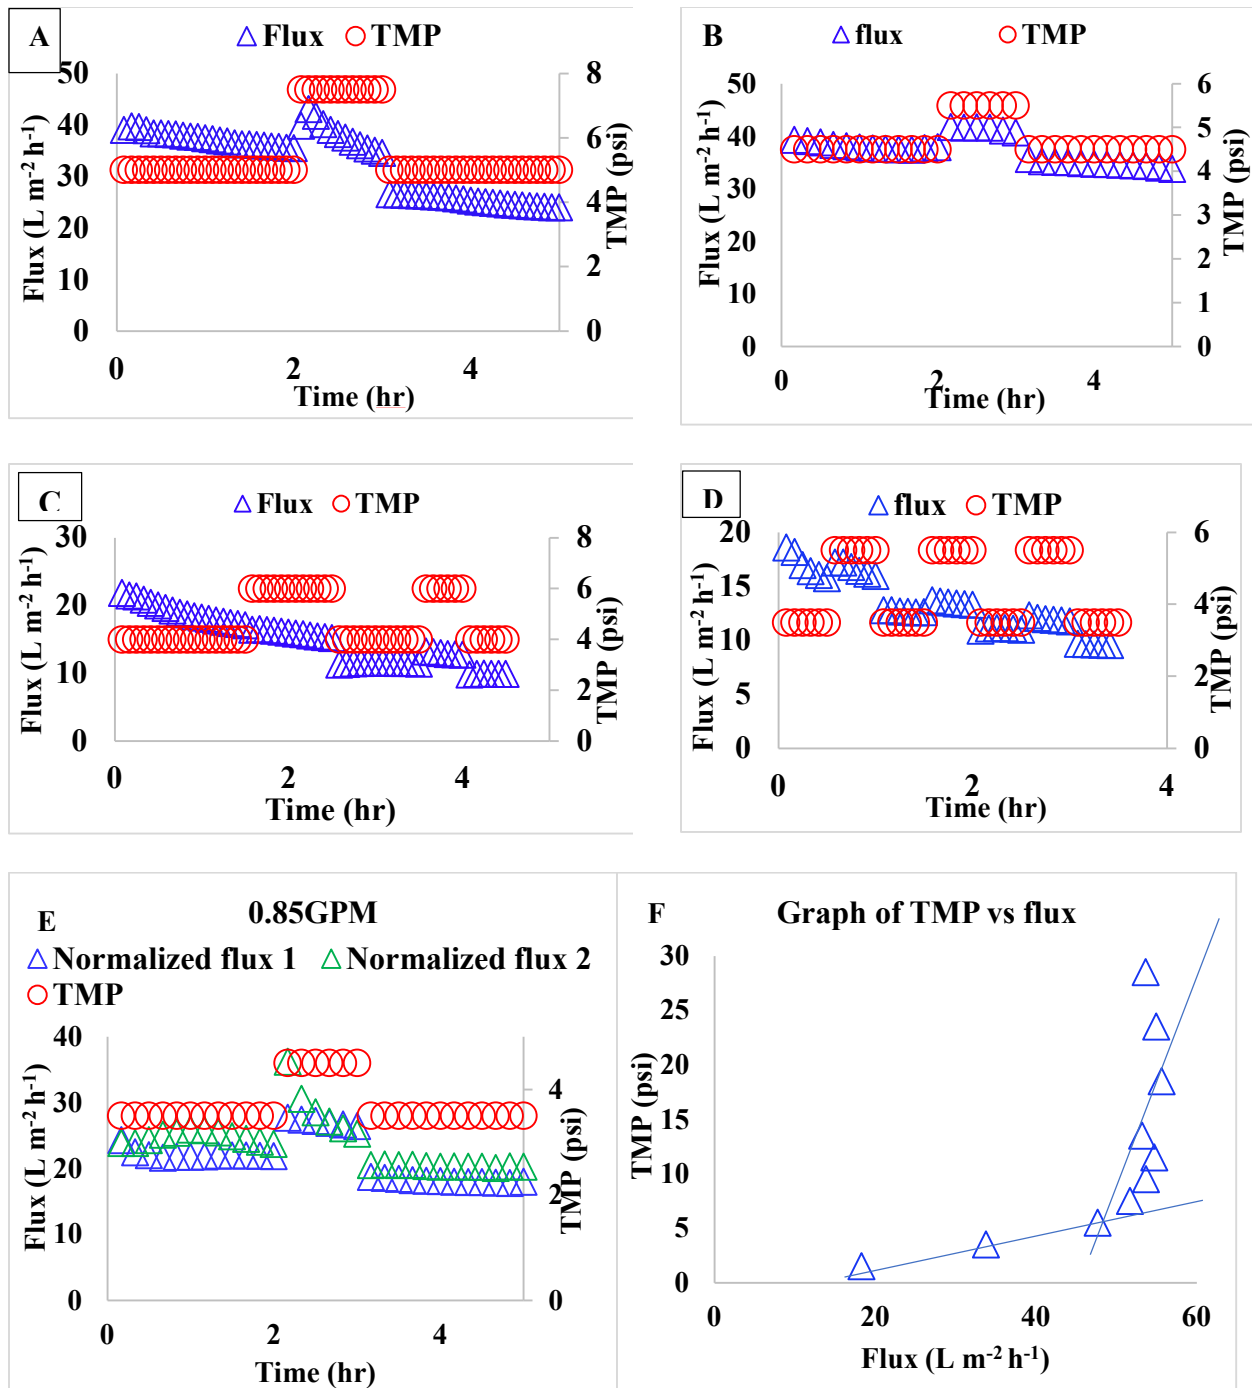 A
Flux TMP
50
40
30
20
10
0
8
6
4
2
0
0 2 4
Flux (L m⁻² h⁻¹)
TMP (psi)
Time (hr)
B
flux TMP
50
40
30
20
10
0
6
5
4
3
2
1
0
0 2 4
Flux (L m⁻² h⁻¹)
TMP (psi)
Time (hr)
C
Flux TMP
30
20
10
0
8
6
4
2
0
0 2 4
Flux (L m⁻² h⁻¹)
TMP (psi)
Time (hr)
D
flux TMP
20
15
10
5
0
6
4
2
0
0 2 4
Flux (L m⁻² h⁻¹)
TMP (psi)
Time (hr)
E
0.85GPM
Normalized flux 1 Normalized flux 2
TMP
40
30
20
10
0
4
2
0
0 2 4
Flux (L m⁻² h⁻¹)
TMP (psi)
Time (hr)
F
Graph of TMP vs flux
30
25
20
15
10
5
0
0 20 40 60
TMP (psi)
Flux (L m⁻² h⁻¹)